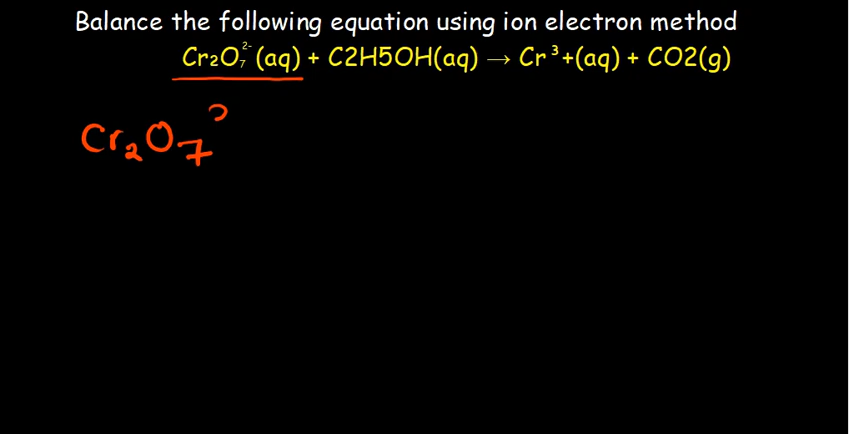 Balance the following equation using ion electron method
Cr₂O₇²⁻(aq) + C2H5OH(aq) → Cr³+(aq) + CO2(g)
Cr₂O₇